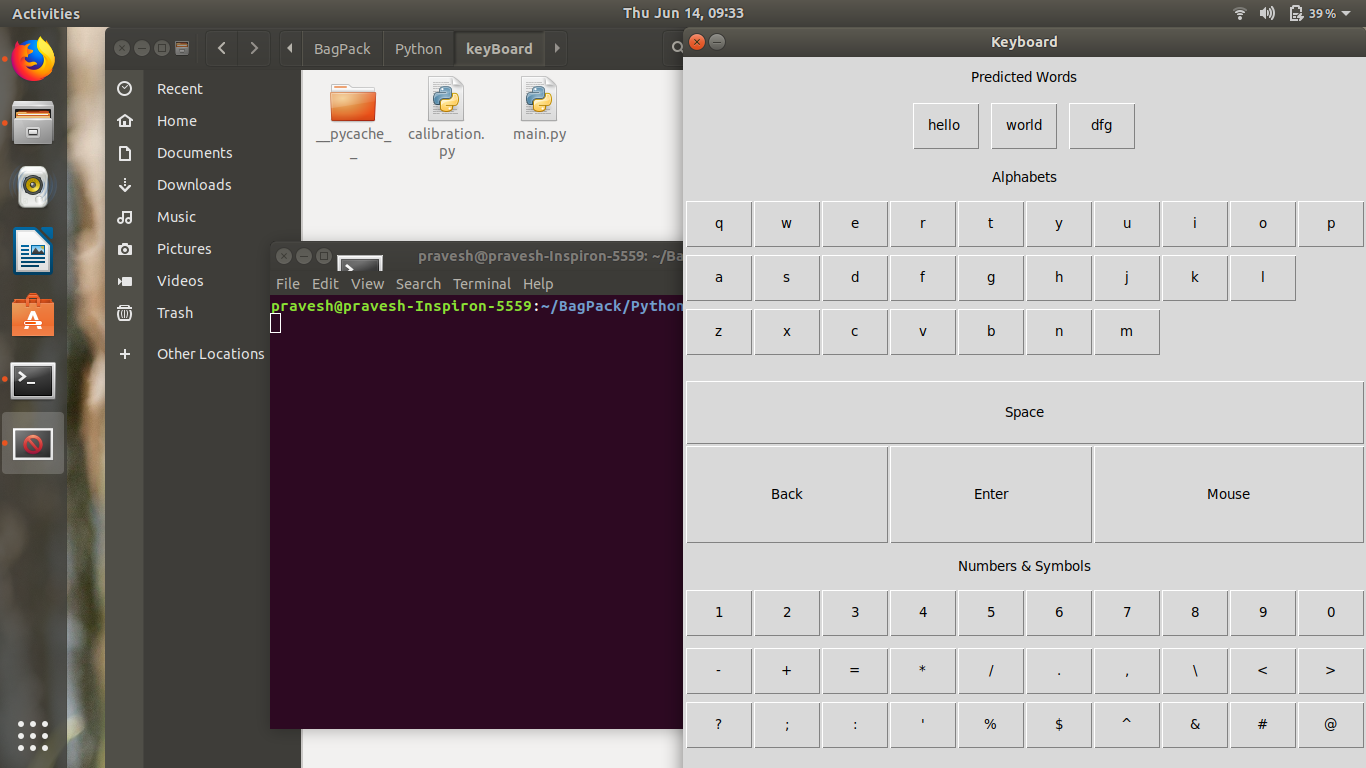 Activities
Thu Jun 14, 09:33
39 %
BagPack
Python
keyBoard
Recent
Home
Documents
Downloads
Music
Pictures
Videos
Trash
Other Locations
__pycache_
_
calibration.
py
main.py
pravesh@pravesh-Inspiron-5559: ~/Ba
File Edit View Search Terminal Help
pravesh@pravesh-Inspiron-5559:~/BagPack/Python
Keyboard
Predicted Words
hello world dfg
Alphabets
q w e r t y u i o p
a s d f g h j k l
z x c v b n m
Space
Back Enter Mouse
Numbers & Symbols
1 2 3 4 5 6 7 8 9 0
- + = * / . , \ < >
? ; : ' % $ ^ & # @